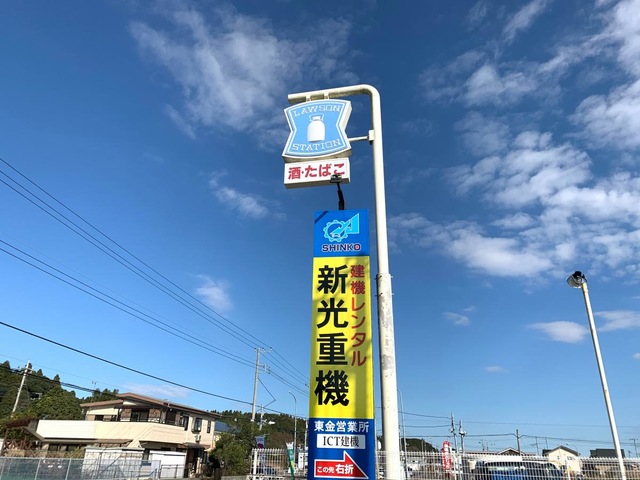 LAWSON
STATION
酒・たばこ
SHINKO
建機レンタル
新光重機
東金営業所
ICT建機
この先右折